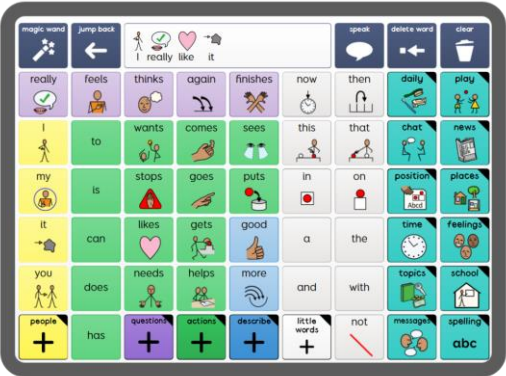 magic wand jump back speak delete word clear
I really like it
really feels thinks again finishes now then daily play
I to wants comes sees this that chat news
my is stops goes puts in on position places
Abcd
it can likes gets good a the time feelings
you does needs helps more and with topics school
people has questions actions describe little words not messages spelling
abc